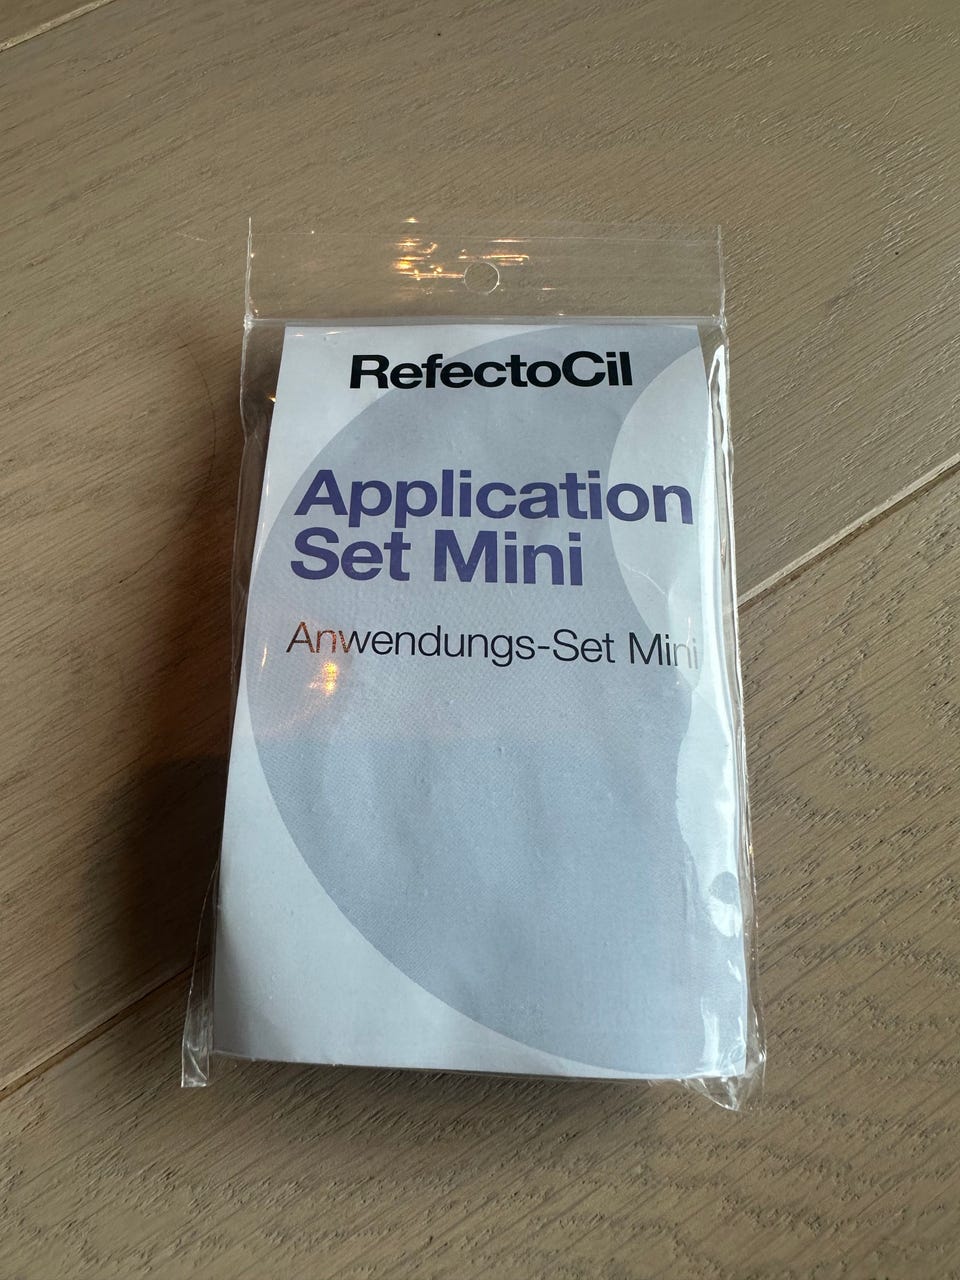 RefectoCil
Application
Set Mini
Anwendungs-Set Mini